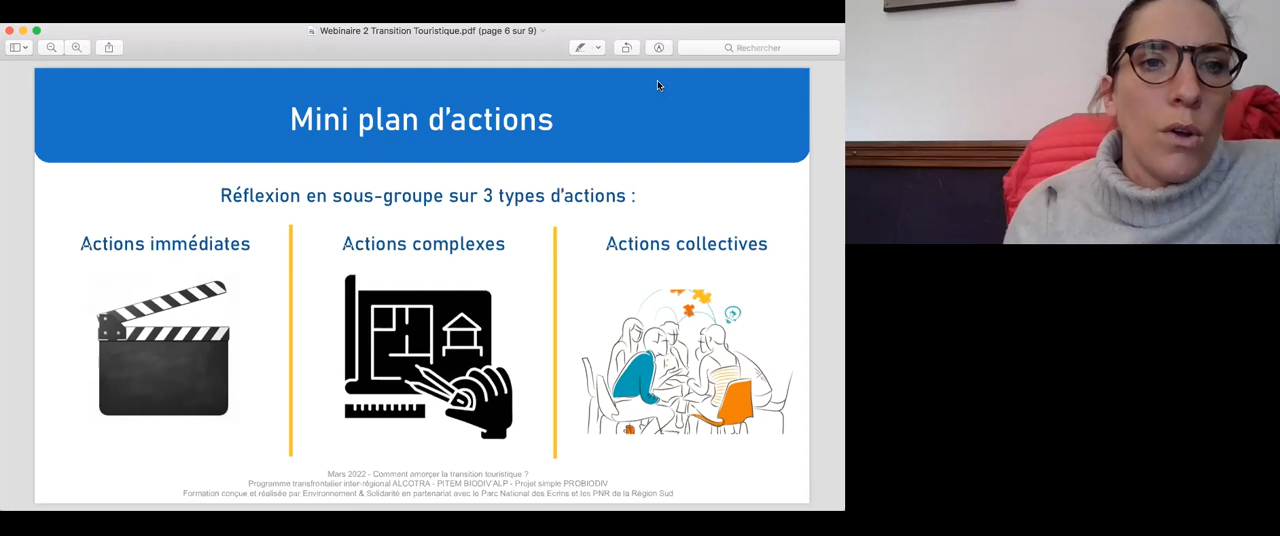 Webinaire 2 Transition Touristique.pdf (page 6 sur 9)
Rechercher
Mini plan d'actions
Réflexion en sous-groupe sur 3 types d'actions :
Actions immédiates
Actions complexes
Actions collectives
Mars 2022 - Comment amorçer la transition touristique ?
Programme transfrontalier inter-régional ALCOTRA - PITEM BIODIV'ALP - Projet simple PROBIODIV
Formation conçue et réalisée par Environnement & Solidarité en partenariat avec le Parc National des Ecrins et les PNR de la Région Sud